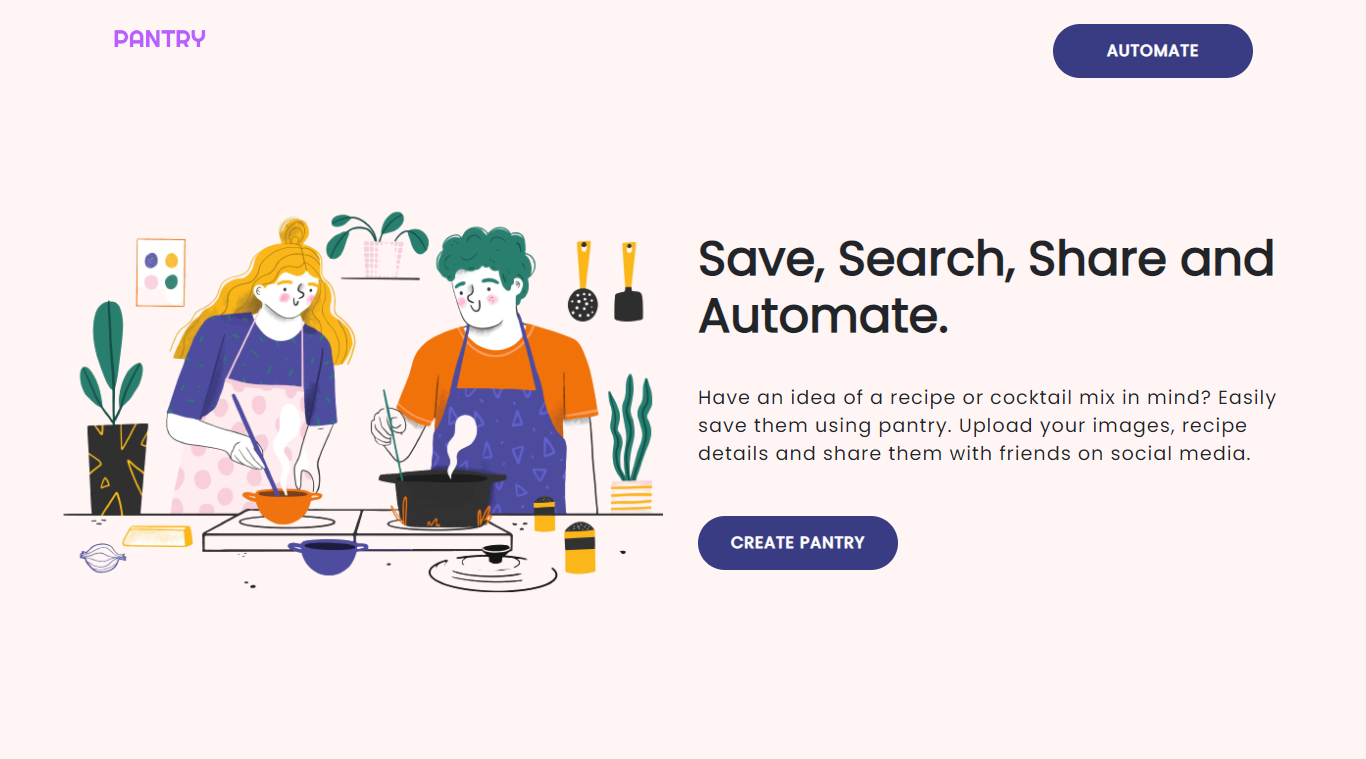 PANTRY
AUTOMATE
Save, Search, Share and
Automate.
Have an idea of a recipe or cocktail mix in mind? Easily
save them using pantry. Upload your images, recipe
details and share them with friends on social media.
CREATE PANTRY